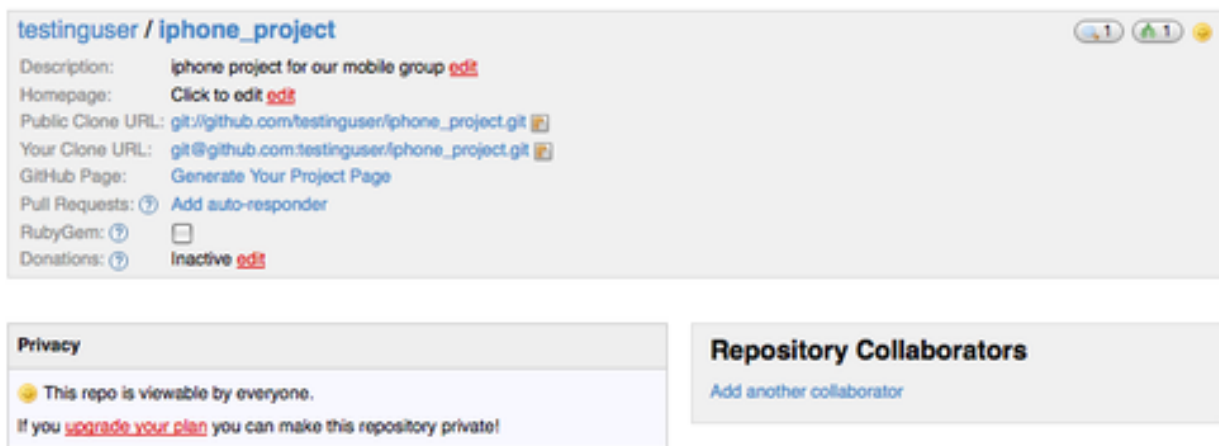 testinguser / iphone_project
1 1
Description: iphone project for our mobile group edit
Homepage: Click to edit edit
Public Clone URL: git://github.com/testinguser/iphone_project.git
Your Clone URL: git@github.com:testinguser/iphone_project.git
GitHub Page: Generate Your Project Page
Pull Requests: ? Add auto-responder
RubyGem: ?
Donations: ? Inactive edit
Privacy
This repo is viewable by everyone.
If you upgrade your plan you can make this repository private!
Repository Collaborators
Add another collaborator